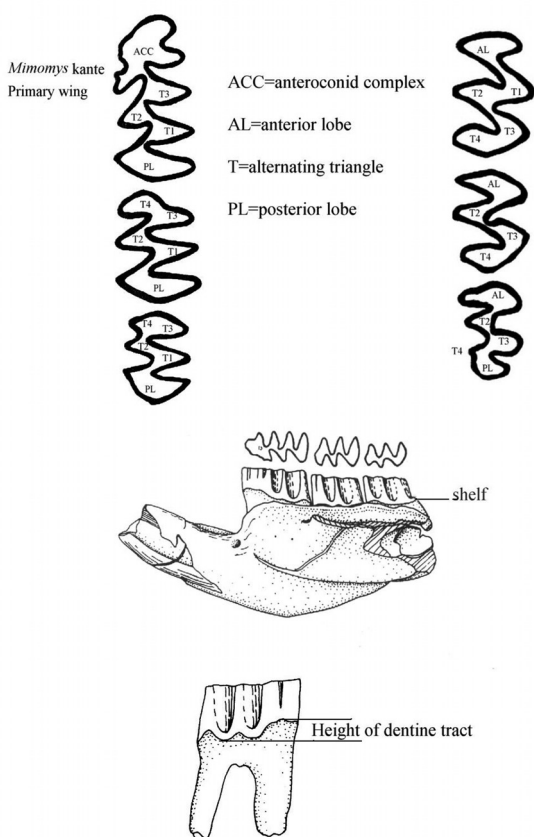 ACC
Mimomys kante
Primary wing
T3
T2
T1
PL
T4
T3
T2
T1
PL
T4
T3
T2
T1
PL
ACC=anteroconid complex
AL=anterior lobe
T=alternating triangle
PL=posterior lobe
AL
T2
T1
T3
T4
AL
T2
T3
T4
AL
T2
T3
T4
PL
shelf
Height of dentine tract